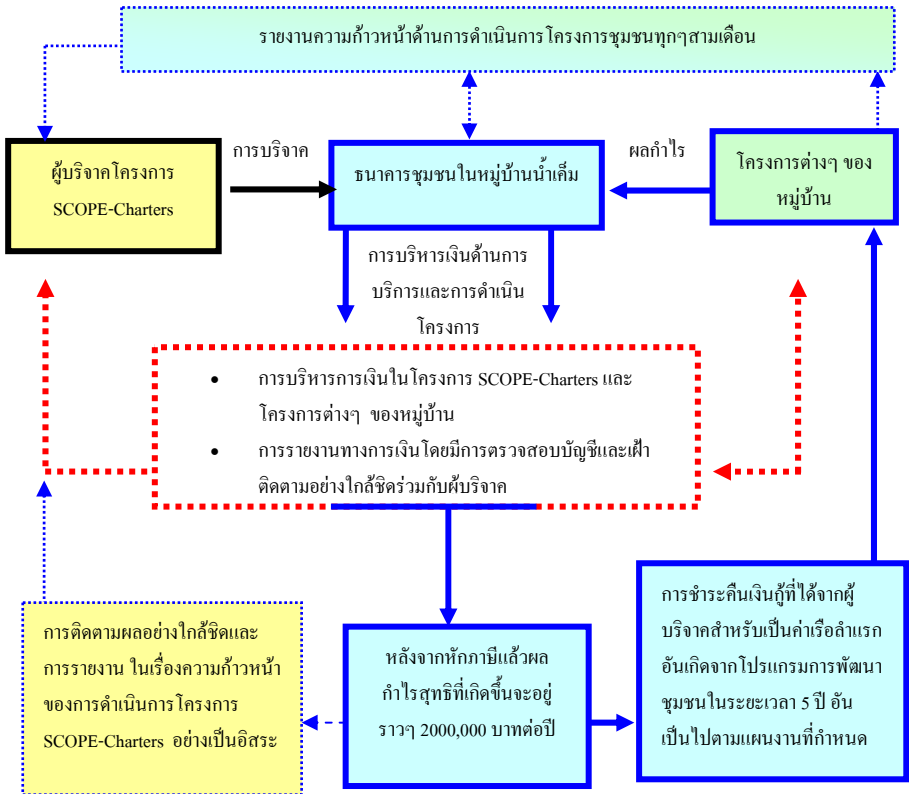 รายงานความก้าวหน้าด้านการดำเนินการโครงการชุมชนทุกๆสามเดือน
ผู้บริจาคโครงการ
SCOPE-Charters
การบริจาค
ธนาคารชุมชนในหมู่บ้านน้ำเค็ม
ผลกำไร
โครงการต่างๆ ของ
หมู่บ้าน
การบริหารเงินด้านการ
บริการและการดำเนิน
โครงการ
• การบริหารการเงินในโครงการ SCOPE-Charters และ
โครงการต่างๆ ของหมู่บ้าน
• การรายงานทางการเงินโดยมีการตรวจสอบบัญชีและเฝ้า
ติดตามอย่างใกล้ชิดร่วมกับผู้บริจาค
การติดตามผลอย่างใกล้ชิดและ
การรายงาน ในเรื่องความก้าวหน้า
ของการดำเนินการโครงการ
SCOPE-Charters อย่างเป็นอิสระ
หลังจากหักภาษีแล้วผล
กำไรสุทธิที่เกิดขึ้นจะอยู่
ราวๆ 2000,000 บาทต่อปี
การชำระคืนเงินกู้ที่ได้จากผู้
บริจาคสำหรับเป็นค่าเรือลำแรก
อันเกิดจากโปรแกรมการพัฒนา
ชุมชนในระยะเวลา 5 ปี อัน
เป็นไปตามแผนงานที่กำหนด